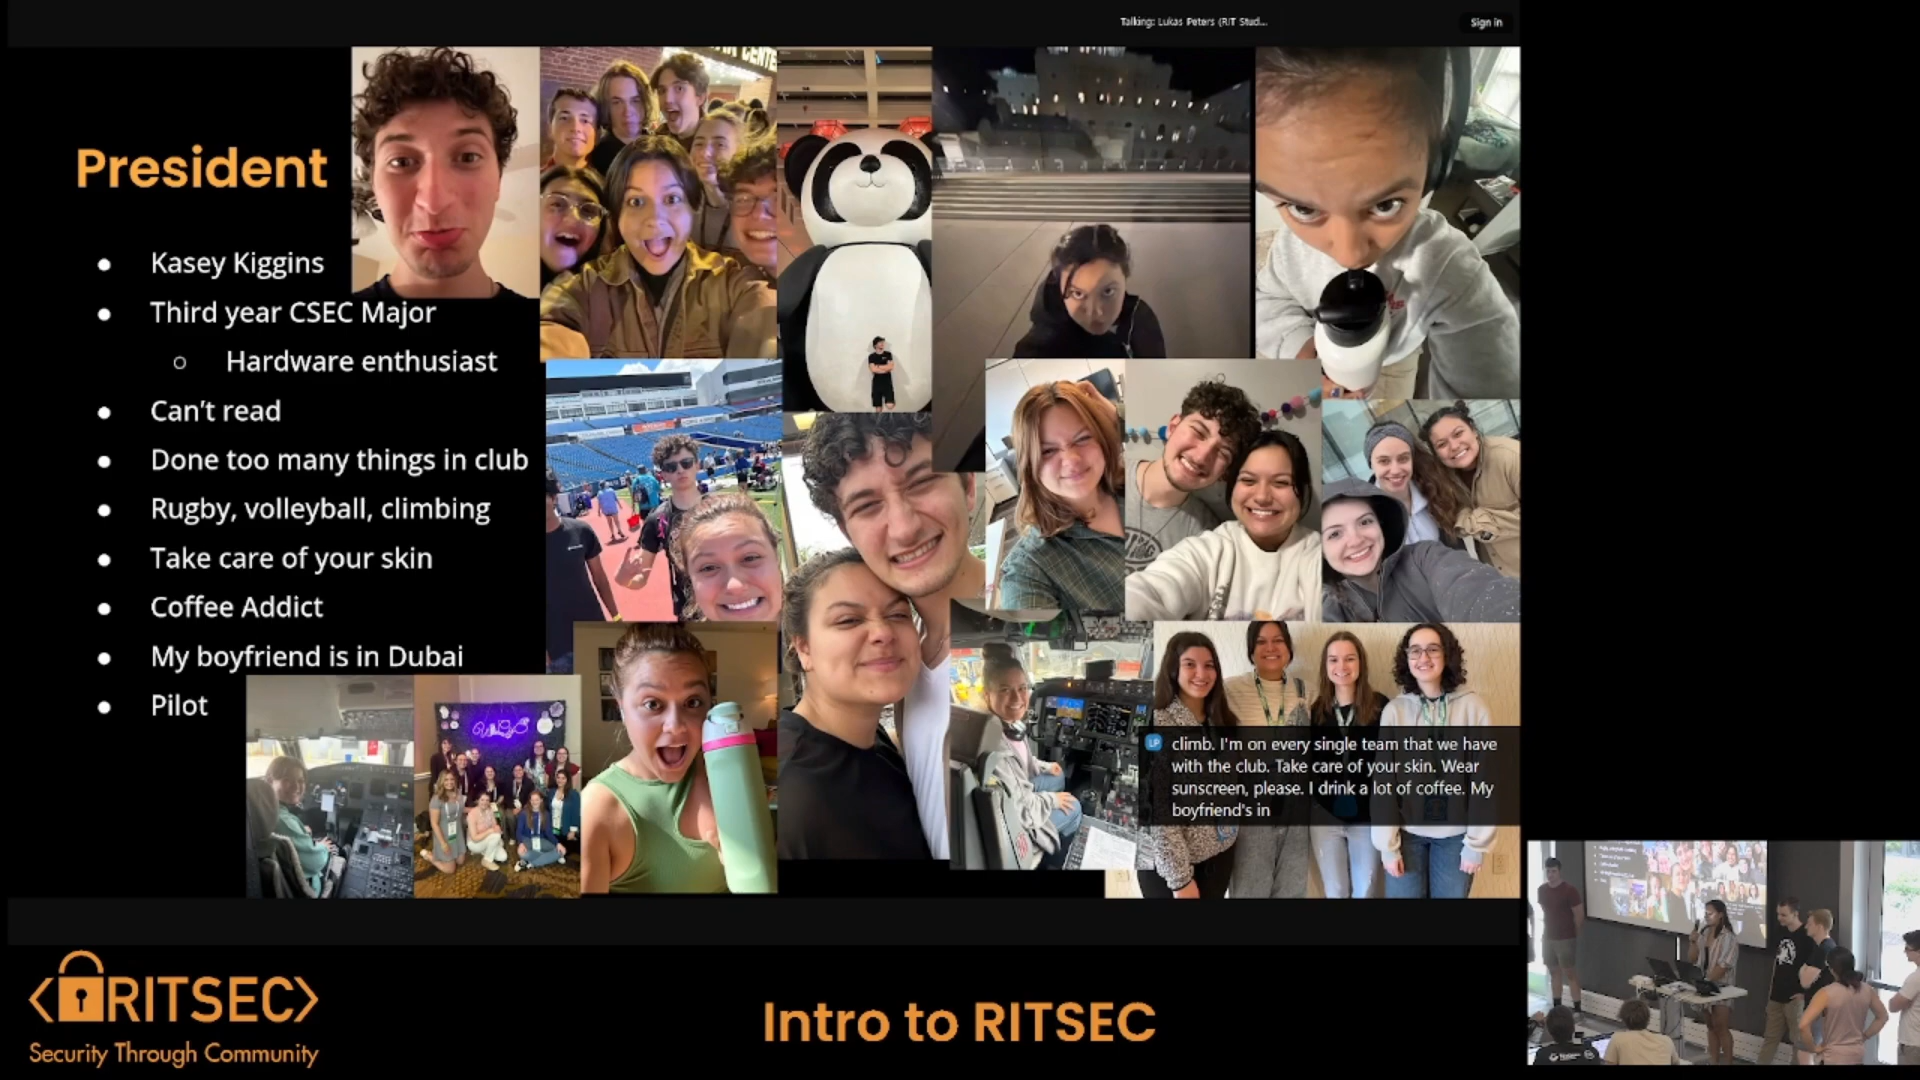 Talking: Lukas Peters (RIT Stud...
Sign in
President
Kasey Kiggins
Third year CSEC Major
Hardware enthusiast
Can't read
Done too many things in club
Rugby, volleyball, climbing
Take care of your skin
Coffee Addict
My boyfriend is in Dubai
Pilot
LP
climb. I'm on every single team that we have
with the club. Take care of your skin. Wear
sunscreen, please. I drink a lot of coffee. My
boyfriend's in
<RITSEC>
Security Through Community
Intro to RITSEC